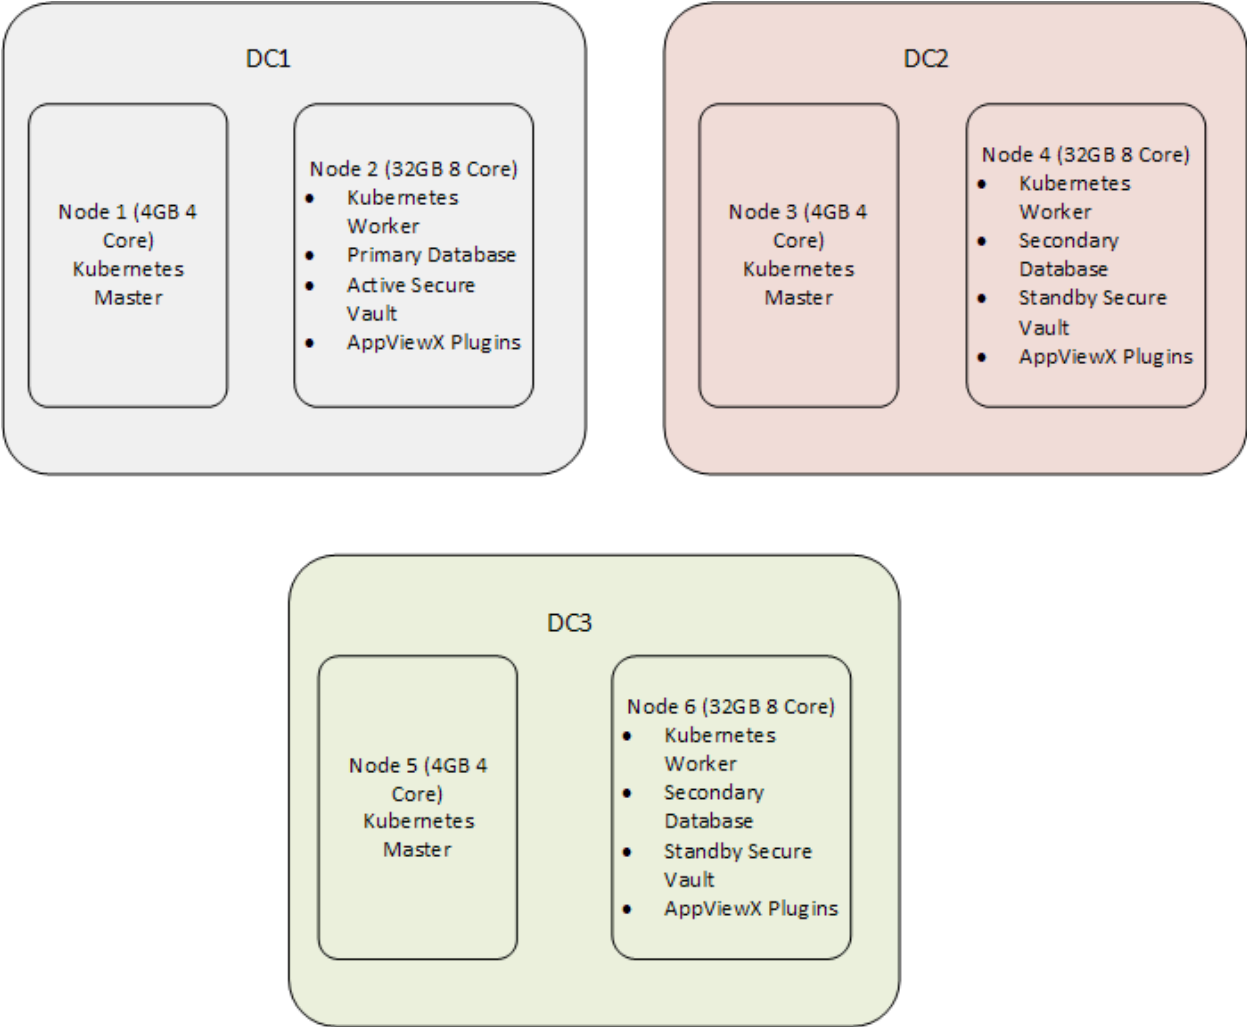 DC1
Node 1 (4GB 4
Core)
Kubernetes
Master
Node 2 (32GB 8 Core)
• Kubernetes
Worker
• Primary Database
• Active Secure
Vault
• AppViewX Plugins
DC2
Node 3 (4GB 4
Core)
Kubernetes
Master
Node 4 (32GB 8 Core)
• Kubernetes
Worker
• Secondary
Database
• Standby Secure
Vault
• AppViewX Plugins
DC3
Node 5 (4GB 4
Core)
Kubernetes
Master
Node 6 (32GB 8 Core)
• Kubernetes
Worker
• Secondary
Database
• Standby Secure
Vault
• AppViewX Plugins